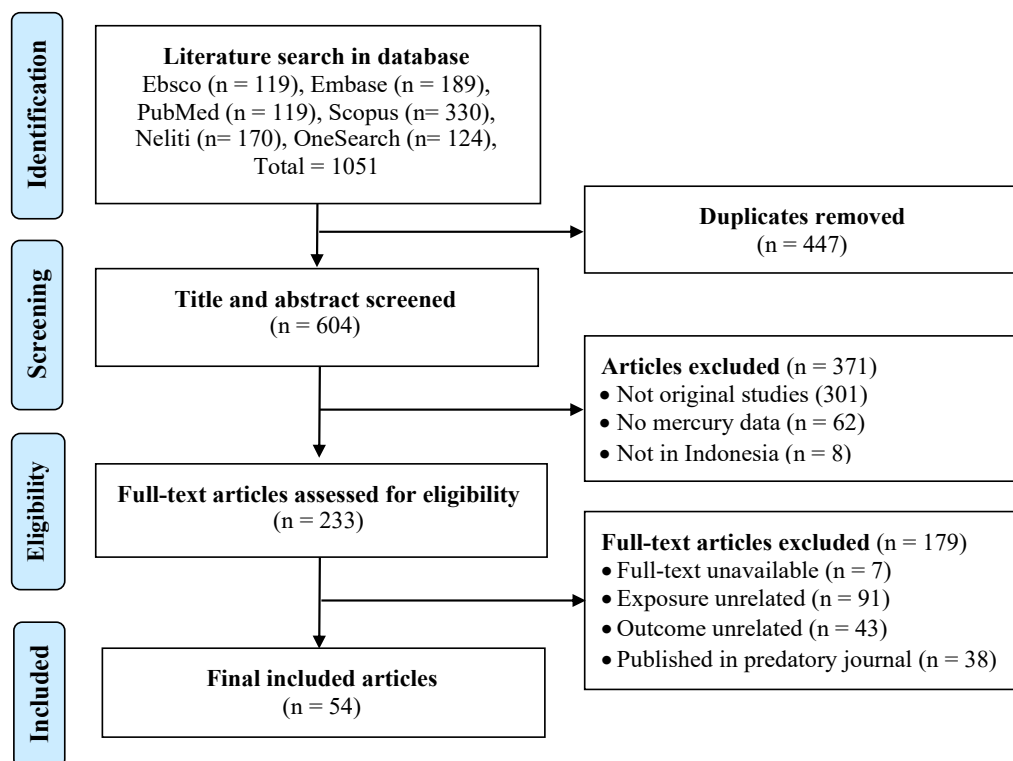 Identification
Literature search in database
Ebsco (n = 119), Embase (n = 189),
PubMed (n = 119), Scopus (n= 330),
Neliti (n= 170), OneSearch (n= 124),
Total = 1051
Duplicates removed
(n = 447)
Screening
Title and abstract screened
(n = 604)
Articles excluded (n = 371)
• Not original studies (301)
• No mercury data (n = 62)
• Not in Indonesia (n = 8)
Eligibility
Full-text articles assessed for eligibility
(n = 233)
Full-text articles excluded (n = 179)
• Full-text unavailable (n = 7)
• Exposure unrelated (n = 91)
• Outcome unrelated (n = 43)
• Published in predatory journal (n = 38)
Included
Final included articles
(n = 54)